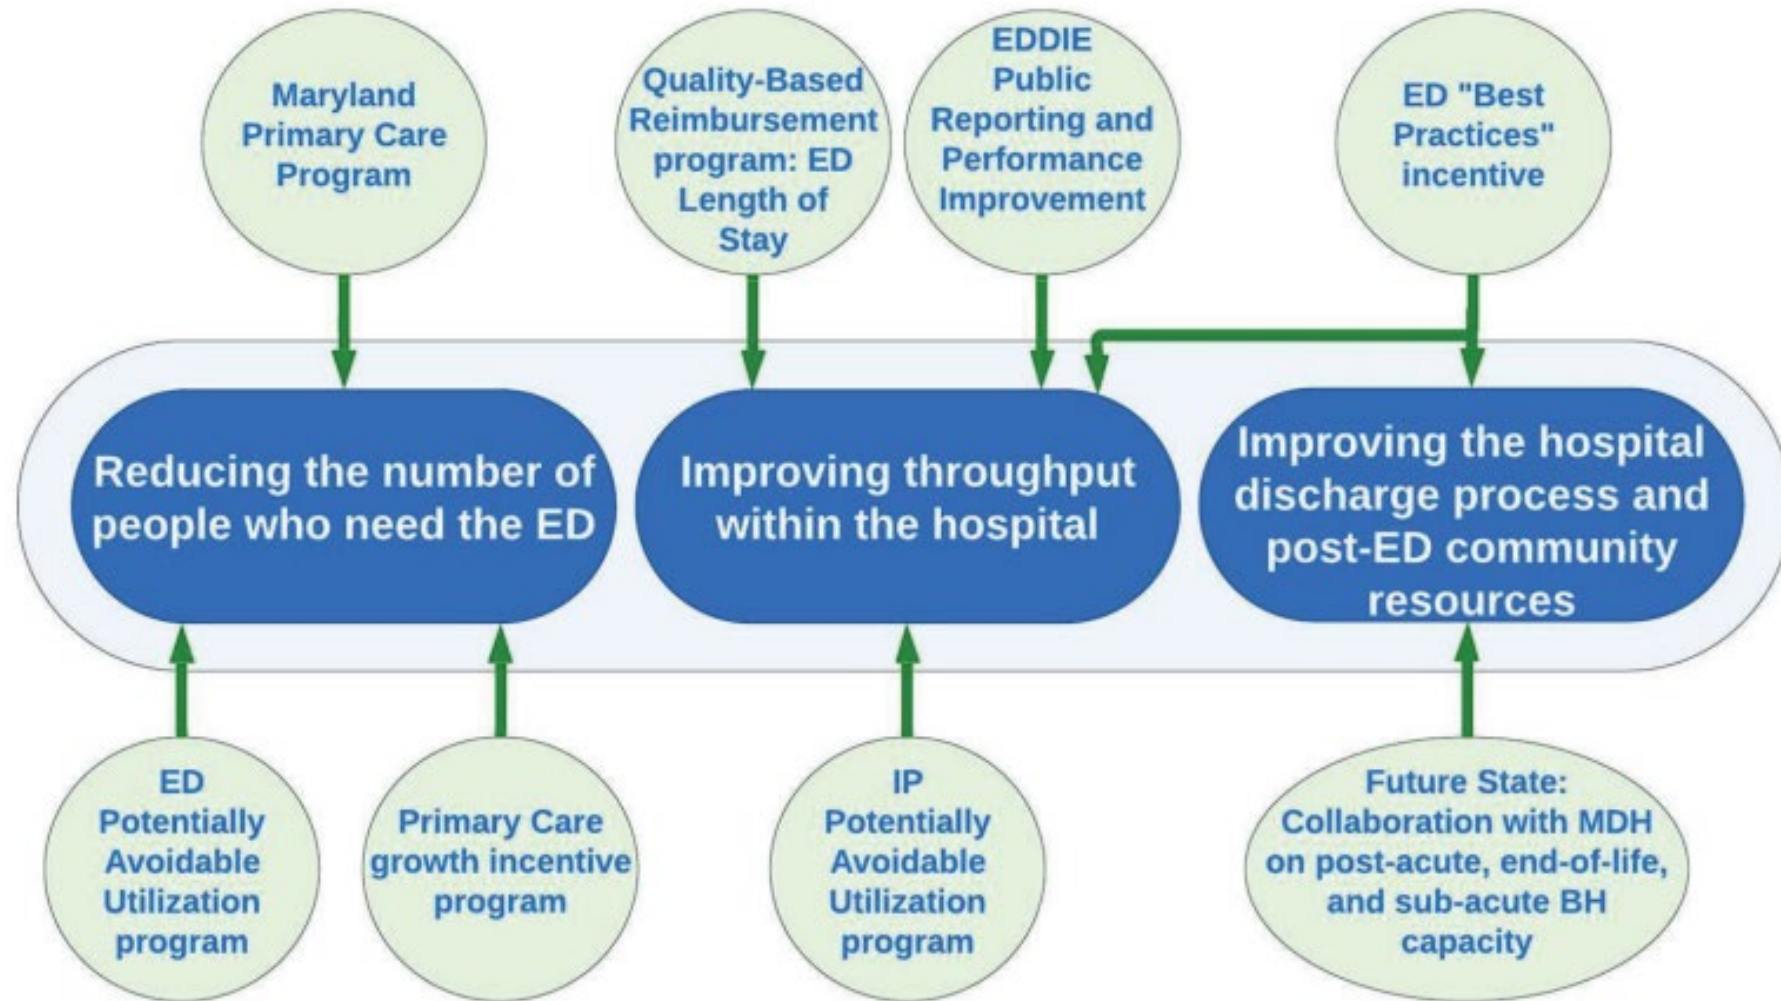 Maryland
Primary Care
Program
Quality-Based
Reimbursement
program: ED
Length of
Stay
EDDIE
Public
Reporting and
Performance
Improvement
ED "Best
Practices"
incentive
Reducing the number of
people who need the ED
Improving throughput
within the hospital
Improving the hospital
discharge process and
post-ED community
resources
ED
Potentially
Avoidable
Utilization
program
Primary Care
growth incentive
program
IP
Potentially
Avoidable
Utilization
program
Future State:
Collaboration with MDH
on post-acute, end-of-life,
and sub-acute BH
capacity